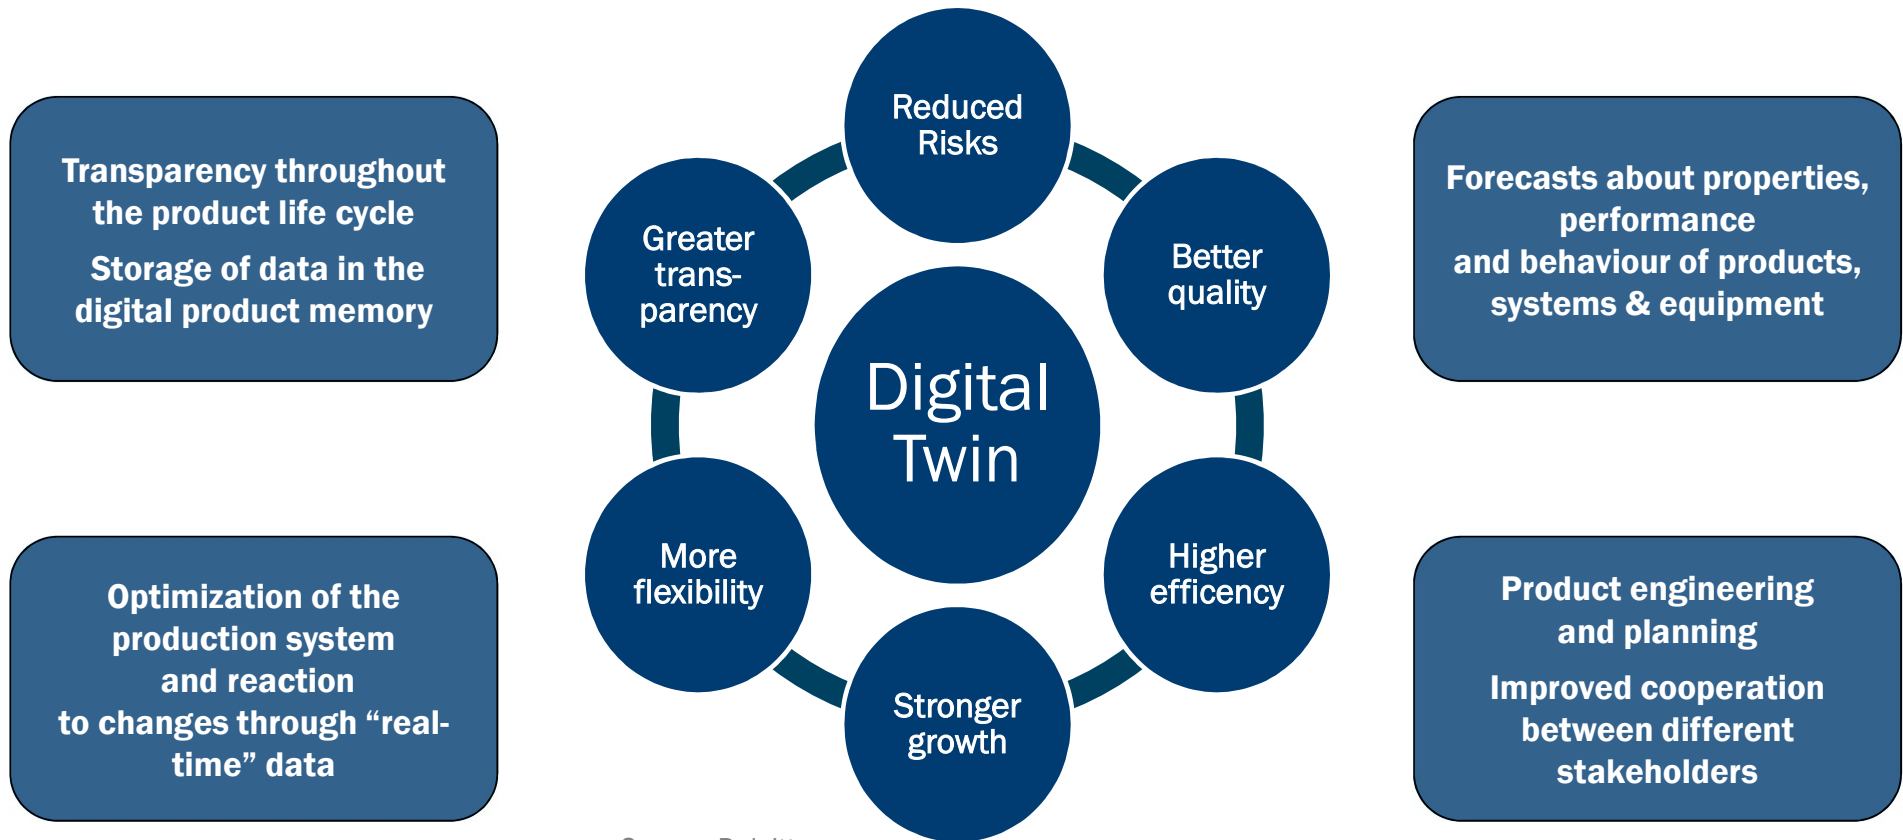 Transparency throughout
the product life cycle
Storage of data in the
digital product memory
Optimization of the
production system
and reaction
to changes through “real-
time” data
Reduced
Risks
Greater
trans-
parency
Better
quality
Digital
Twin
More
flexibility
Higher
efficency
Stronger
growth
Forecasts about properties,
performance
and behaviour of products,
systems & equipment
Product engineering
and planning
Improved cooperation
between different
stakeholders